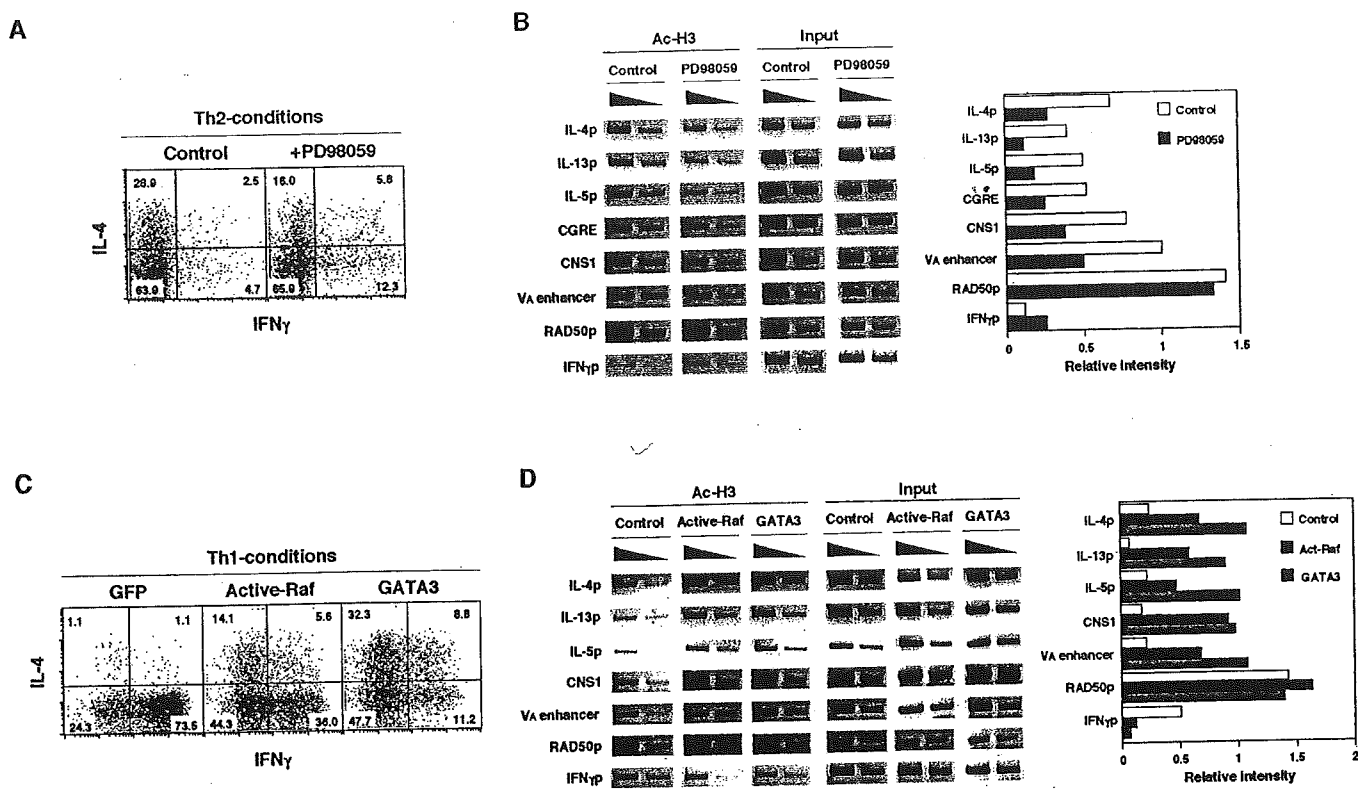 A
Th2-conditions
Control +PD98059
28.9 2.5 16.0 5.8
63.9 4.7 65.9 12.3
IL-4
IFNγ
B
Ac-H3 Input
Control PD98059 Control PD98059
IL-4p
IL-13p
IL-5p
CGRE
CNS1
VA enhancer
RAD50p
IFNγp
Control
PD98059
IL-4p
IL-13p
IL-5p
CGRE
CNS1
VA enhancer
RAD50p
IFNγp
0 0.5 1 1.5
Relative Intensity
C
Th1-conditions
GFP Active-Raf GATA3
1.1 1.1 14.1 5.6 32.3 8.8
24.3 73.5 44.3 36.0 47.7 11.2
IL-4
IFNγ
D
Ac-H3 Input
Control Active-Raf GATA3 Control Active-Raf GATA3
IL-4p
IL-13p
IL-5p
CNS1
VA enhancer
RAD50p
IFNγp
Control
Act-Raf
GATA3
IL-4p
IL-13p
IL-5p
CNS1
VA enhancer
RAD50p
IFNγp
0 0.5 1 1.5 2
Relative Intensity